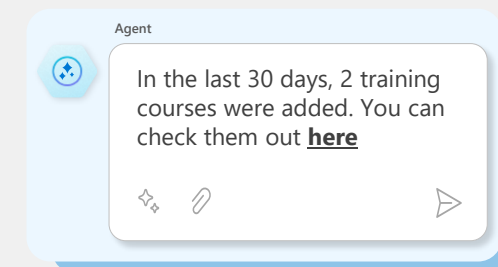 Agent
In the last 30 days, 2 training
courses were added. You can
check them out here